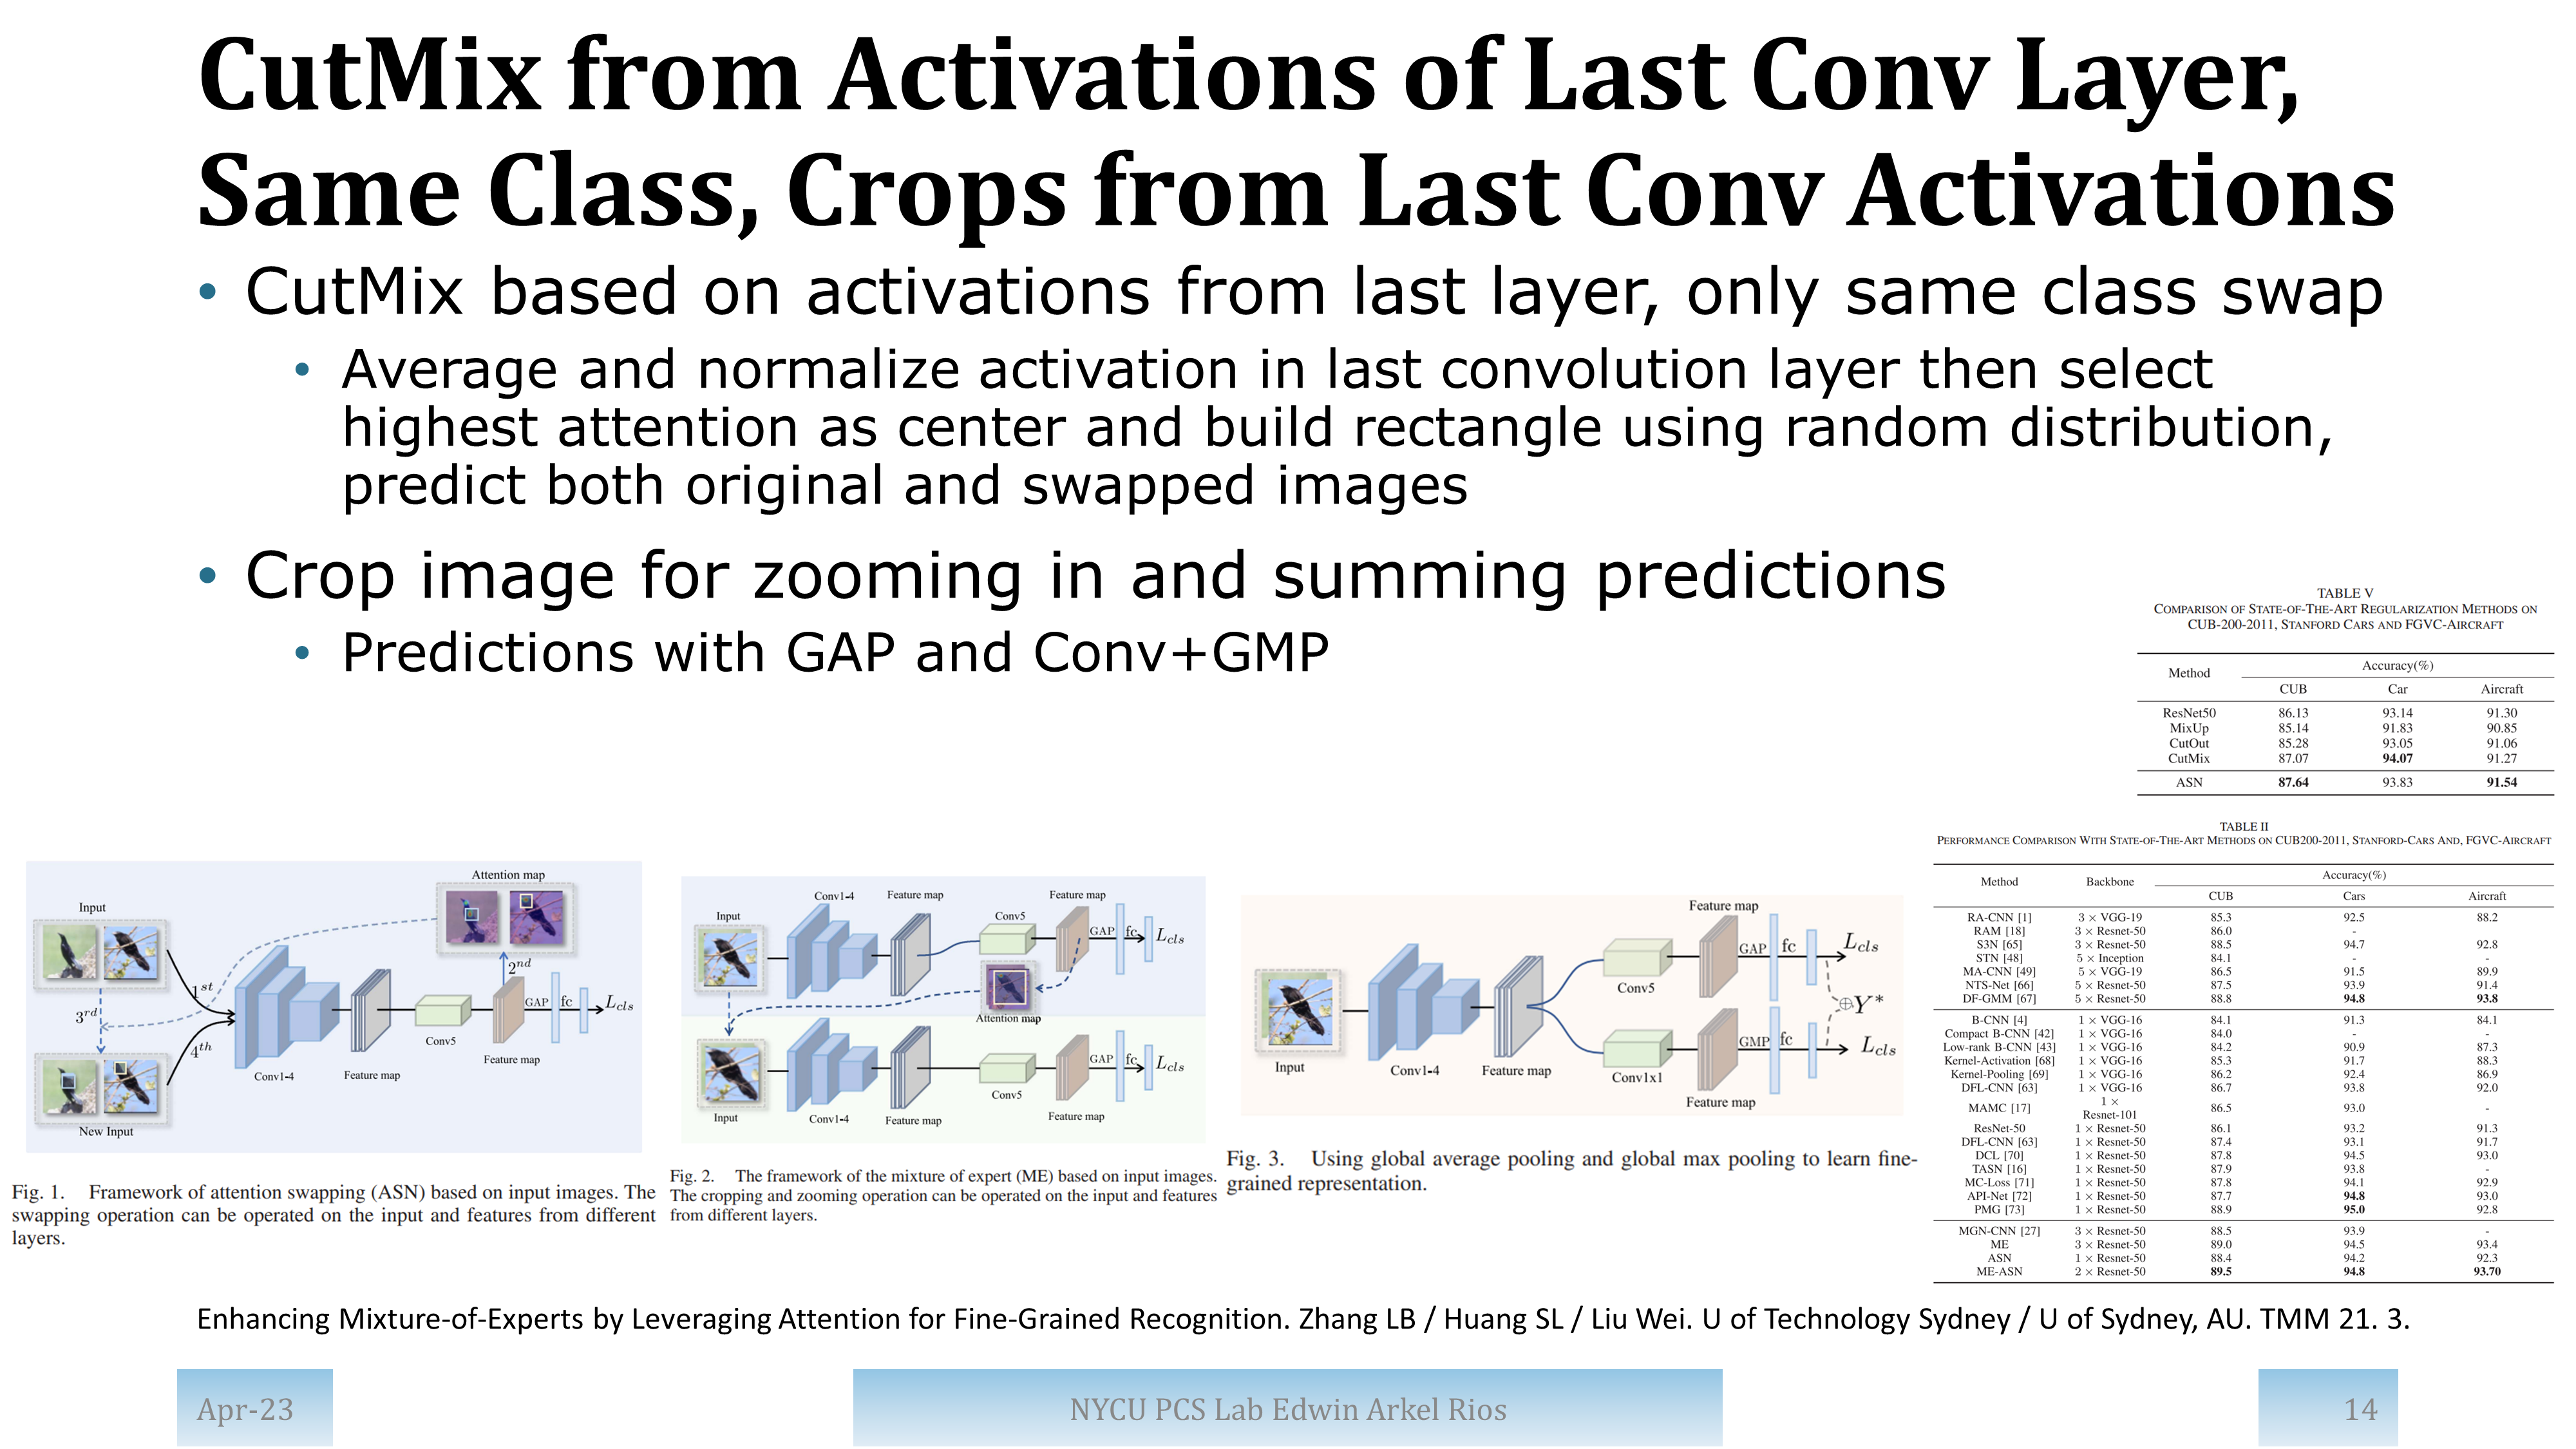 CutMix from Activations of Last Conv Layer,
Same Class, Crops from Last Conv Activations
• CutMix based on activations from last layer, only same class swap
• Average and normalize activation in last convolution layer then select
highest attention as center and build rectangle using random distribution,
predict both original and swapped images
• Crop image for zooming in and summing predictions
• Predictions with GAP and Conv+GMP
TABLE V
COMPARISON OF STATE-OF-THE-ART REGULARIZATION METHODS ON
CUB-200-2011, STANFORD CARS AND FGVC-AIRCRAFT
Method Accuracy(%)
CUB Car Aircraft
ResNet50 86.13 93.14 91.30
MixUp 85.14 91.83 90.85
CutOut 85.28 93.05 91.06
CutMix 87.07 94.07 91.27
ASN 87.64 93.83 91.54
Input
Attention map
1st
2nd
3rd
4th
GAP fc Lcls
Conv5
Feature map
Conv1-4 Feature map
New Input
Fig. 1. Framework of attention swapping (ASN) based on input images. The
swapping operation can be operated on the input and features from different
layers.
Input
Conv1-4 Feature map
Conv5
Feature map
GAP fc Lcls
Attention map
GAP fc Lcls
Conv5
Input
Conv1-4 Feature map
Feature map
Fig. 2. The framework of the mixture of expert (ME) based on input images.
The cropping and zooming operation can be operated on the input and features
from different layers.
Feature map
GAP fc Lcls
Conv5
⊕Y*
GMP fc Lcls
Input Conv1-4 Feature map Conv1x1
Feature map
Fig. 3. Using global average pooling and global max pooling to learn fine-
grained representation.
TABLE II
PERFORMANCE COMPARISON WITH STATE-OF-THE-ART METHODS ON CUB200-2011, STANFORD-CARS AND, FGVC-AIRCRAFT
Method Backbone Accuracy(%)
CUB Cars Aircraft
RA-CNN [1] 3 × VGG-19 85.3 92.5 88.2
RAM [18] 3 × Resnet-50 86.0 -
S3N [65] 3 × Resnet-50 88.5 94.7 92.8
STN [48] 5 × Inception 84.1 - -
MA-CNN [49] 5 × VGG-19 86.5 91.5 89.9
NTS-Net [66] 5 × Resnet-50 87.5 93.9 91.4
DF-GMM [67] 5 × Resnet-50 88.8 94.8 93.8
B-CNN [4] 1 × VGG-16 84.1 91.3 84.1
Compact B-CNN [42] 1 × VGG-16 84.0 - -
Low-rank B-CNN [43] 1 × VGG-16 84.2 90.9 87.3
Kernel-Activation [68] 1 × VGG-16 85.3 91.7 88.3
Kernel-Pooling [69] 1 × VGG-16 86.2 92.4 86.9
DFL-CNN [63] 1 × VGG-16 86.7 93.8 92.0
MAMC [17] 1 × Resnet-101 86.5 93.0 -
ResNet-50 1 × Resnet-50 86.1 93.2 91.3
DFL-CNN [63] 1 × Resnet-50 87.4 93.1 91.7
DCL [70] 1 × Resnet-50 87.8 94.5 93.0
TASN [16] 1 × Resnet-50 87.9 93.8 -
MC-Loss [71] 1 × Resnet-50 87.8 94.1 92.9
API-Net [72] 1 × Resnet-50 87.7 94.8 93.0
PMG [73] 1 × Resnet-50 88.9 95.0 92.8
MGN-CNN [27] 3 × Resnet-50 88.5 93.9 -
ME 3 × Resnet-50 89.0 94.5 93.4
ASN 1 × Resnet-50 88.4 94.2 92.3
ME-ASN 2 × Resnet-50 89.5 94.8 93.70
Enhancing Mixture-of-Experts by Leveraging Attention for Fine-Grained Recognition. Zhang LB / Huang SL / Liu Wei. U of Technology Sydney / U of Sydney, AU. TMM 21. 3.
Apr-23
NYCU PCS Lab Edwin Arkel Rios
14